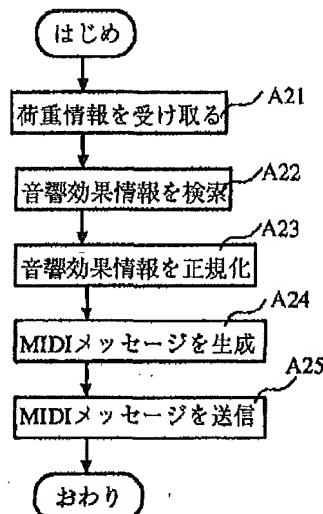 はじめ
荷重情報を受け取る
A21
音響効果情報を検索
A22
音響効果情報を正規化
A23
MIDIメッセージを生成
A24
MIDIメッセージを送信
A25
おわり